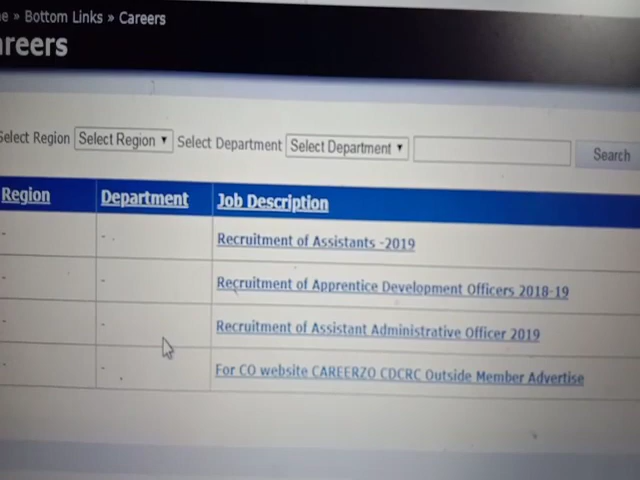 e » Bottom Links » Careers
areers
Select Region Select Region ▼ Select Department Select Department ▼ Search
Region Department Job Description
- - Recruitment of Assistants -2019
- - Recruitment of Apprentice Development Officers 2018-19
- - Recruitment of Assistant Administrative Officer 2019
- - For CO website CAREERZO CDCRC Outside Member Advertise